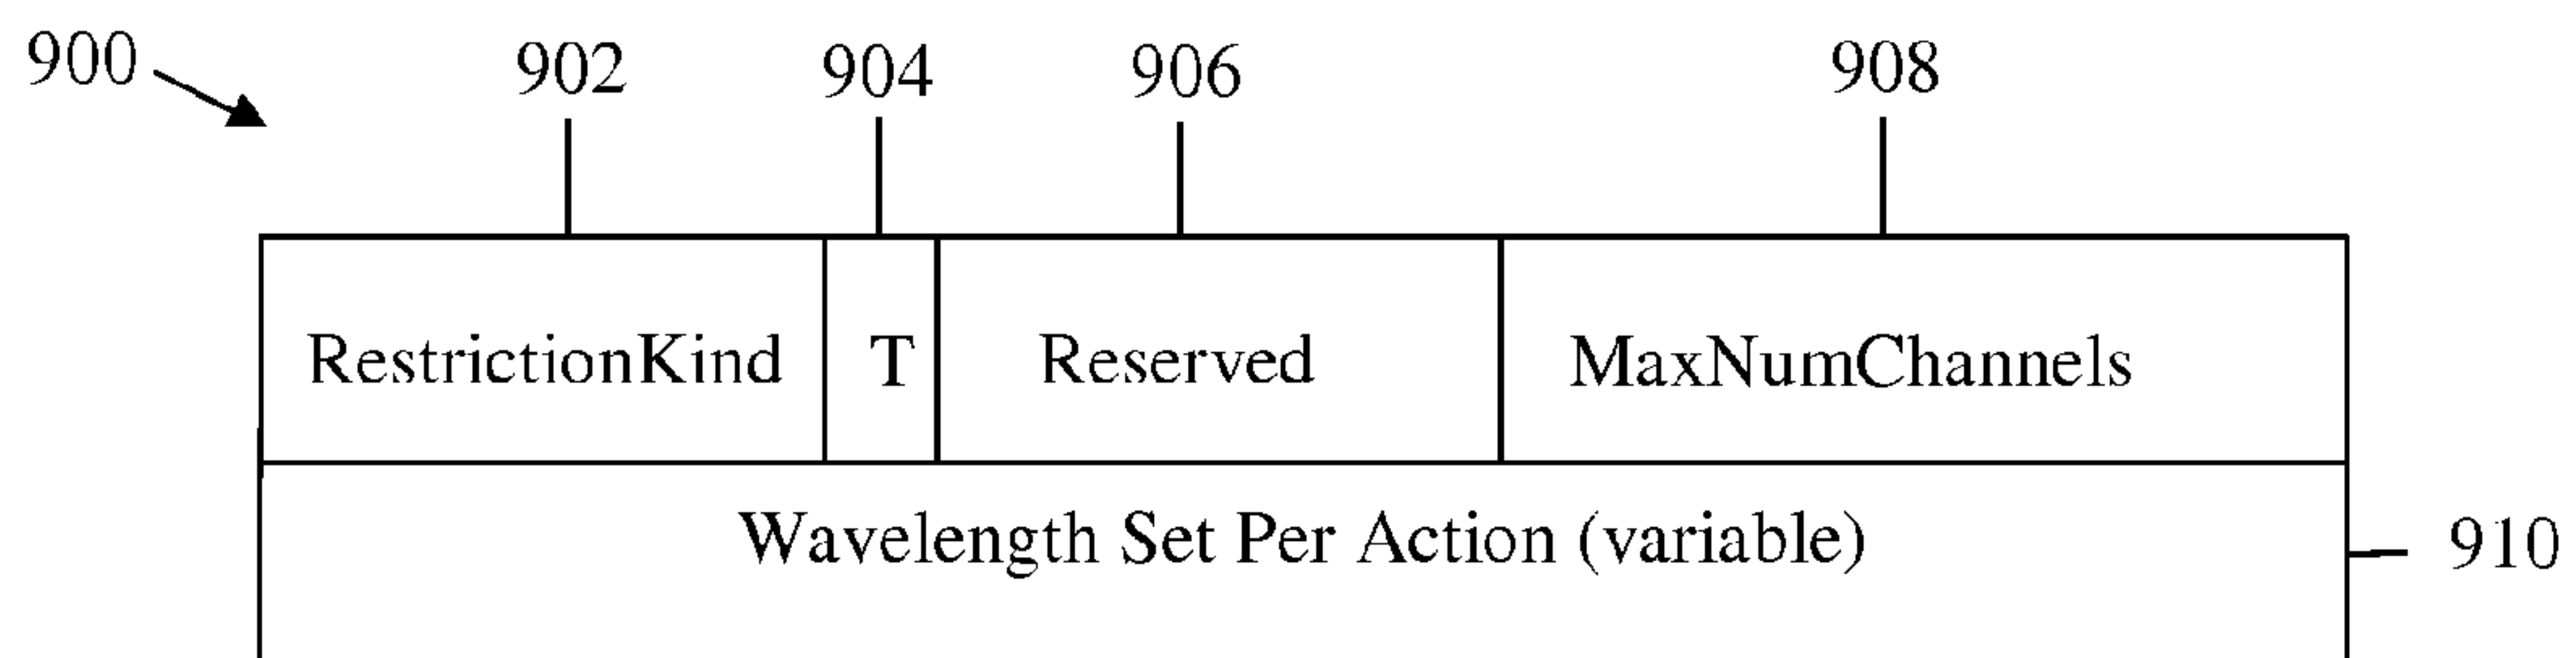 900 902 904 906 908
RestrictionKind T Reserved MaxNumChannels
Wavelength Set Per Action (variable) 910